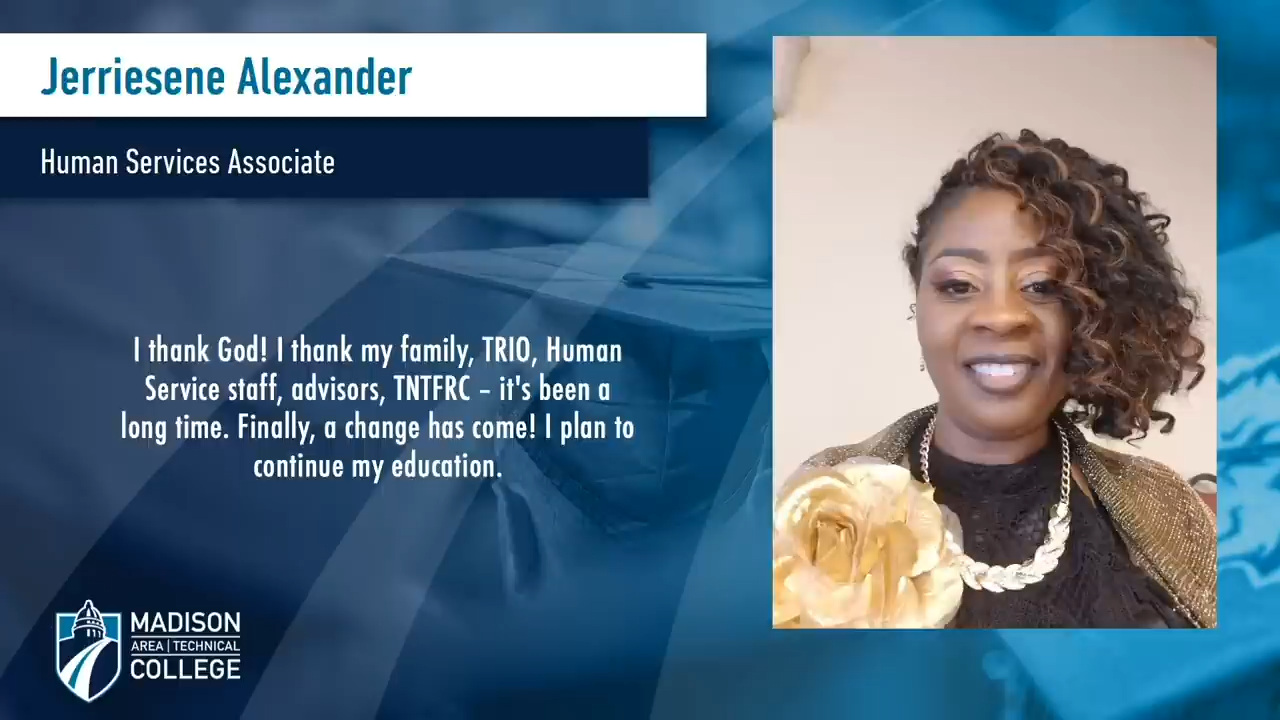 Jerriesene Alexander
Human Services Associate
I thank God! I thank my family, TRIO, Human
Service staff, advisors, TNTFRC – it's been a
long time. Finally, a change has come! I plan to
continue my education.
MADISON
AREA | TECHNICAL
COLLEGE